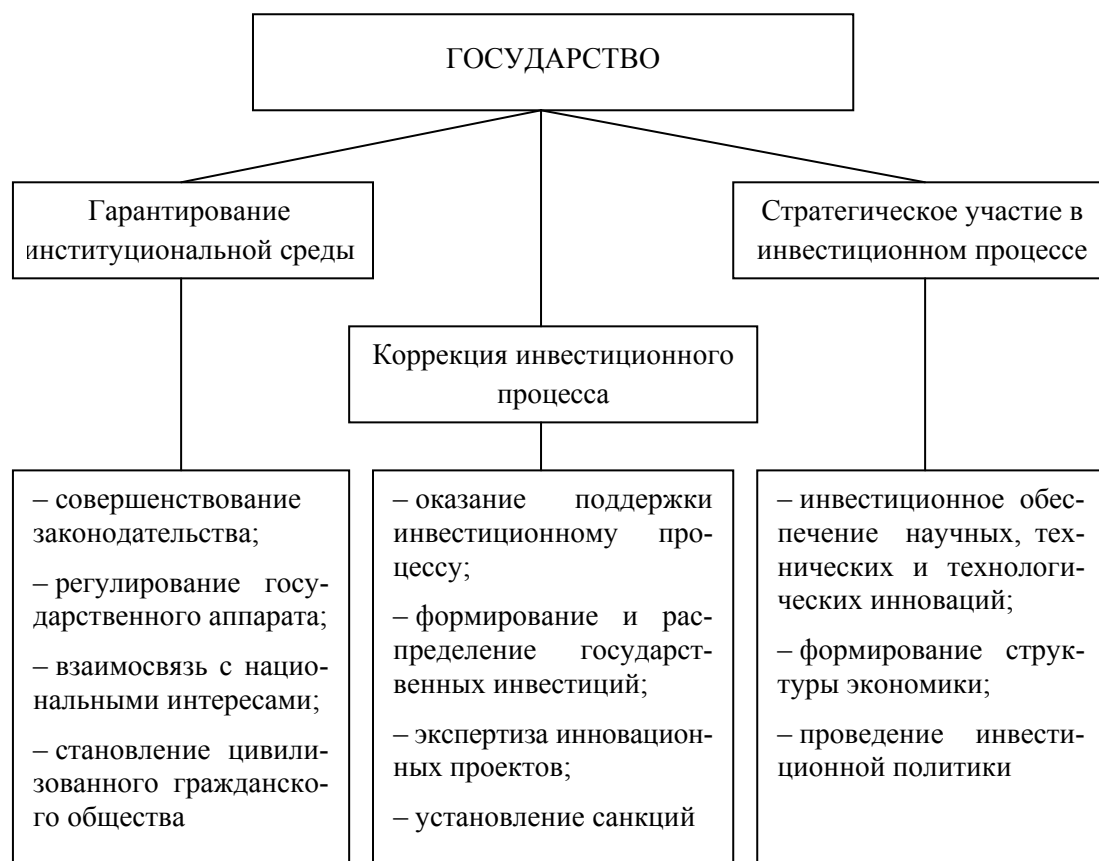 ГОСУДАРСТВО
Гарантирование
институциональной среды
Стратегическое участие в
инвестиционном процессе
Коррекция инвестиционного
процесса
– совершенствование
законодательства;
– регулирование госу-
дарственного аппарата;
– взаимосвязь с нацио-
нальными интересами;
– становление цивили-
зованного гражданско-
го общества
– оказание поддержки
инвестиционному про-
цессу;
– формирование и рас-
пределение государст-
венных инвестиций;
– экспертиза инновацион-
ных проектов;
– установление санкций
– инвестиционное обес-
печение научных, тех-
нических и технологи-
ческих инноваций;
– формирование струк-
туры экономики;
– проведение инвести-
ционной политики